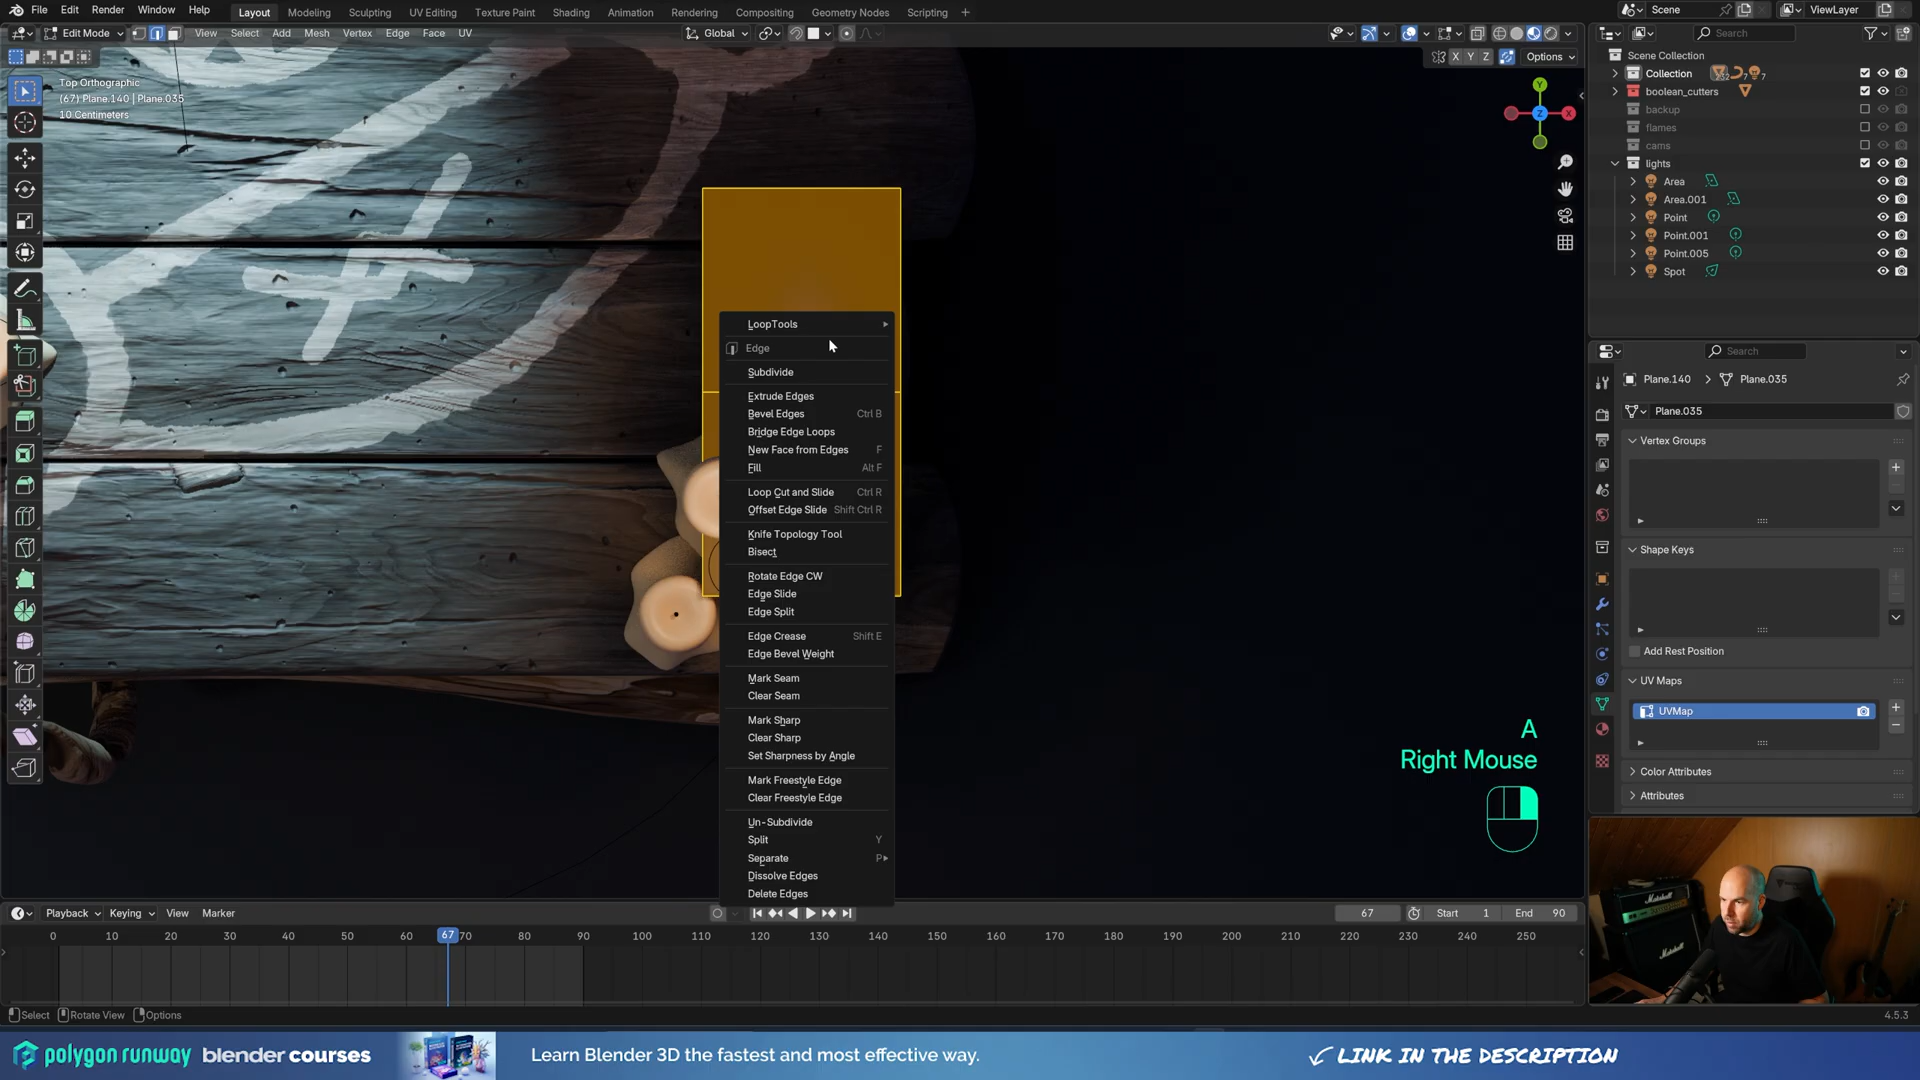 File Edit Render Window Help
Layout Modeling Sculpting UV Editing Texture Paint Shading Animation Rendering Compositing Geometry Nodes Scripting +
Scene ViewLayer
Edit Mode View Select Add Mesh Vertex Edge Face UV Global
X Y Z Options
Top Orthographic
(67) Plane.140 | Plane.035
10 Centimeters
Y
X
Z
LoopTools
Edge
Subdivide
Extrude Edges
Bevel Edges Ctrl B
Bridge Edge Loops
New Face from Edges F
Fill Alt F
Loop Cut and Slide Ctrl R
Offset Edge Slide Shift Ctrl R
Knife Topology Tool
Bisect
Rotate Edge CW
Edge Slide
Edge Split
Edge Crease Shift E
Edge Bevel Weight
Mark Seam
Clear Seam
Mark Sharp
Clear Sharp
Set Sharpness by Angle
Mark Freestyle Edge
Clear Freestyle Edge
Un-Subdivide
Split Y
Separate P
Dissolve Edges
Delete Edges
A
Right Mouse
Search
Scene Collection
Collection
boolean_cutters
backup
flames
cams
lights
Area
Area.001
Point
Point.001
Point.005
Spot
Search
Plane.140 > Plane.035
Plane.035
Vertex Groups
Shape Keys
Add Rest Position
UV Maps
UVMap
Color Attributes
Attributes
Marshall
Marshall
Playback Keying View Marker
67 Start 1 End 90
0 10 20 30 40 50 60 67 70 80 90 100 110 120 130 140 150 160 170 180 190 200 210 220 230 240 250
Select Rotate View Options
4.5.3
polygon runway blender courses Learn Blender 3D the fastest and most effective way. LINK IN THE DESCRIPTION